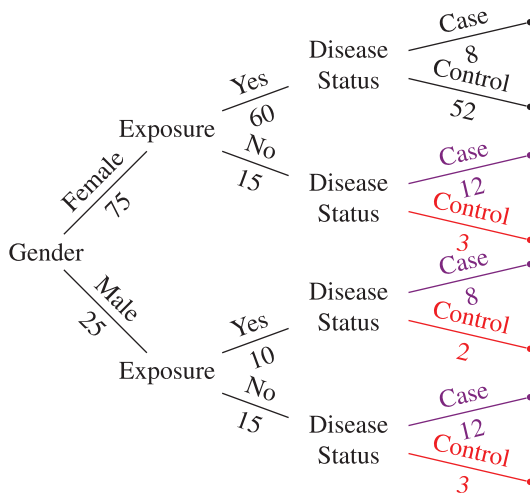 Case
8
Disease
Status
Control
52
Yes
60
Exposure
No
15
Case
12
Disease
Status
Control
3
Female
75
Gender
Male
25
Case
8
Disease
Status
Control
2
Yes
10
Exposure
No
15
Case
12
Disease
Status
Control
3